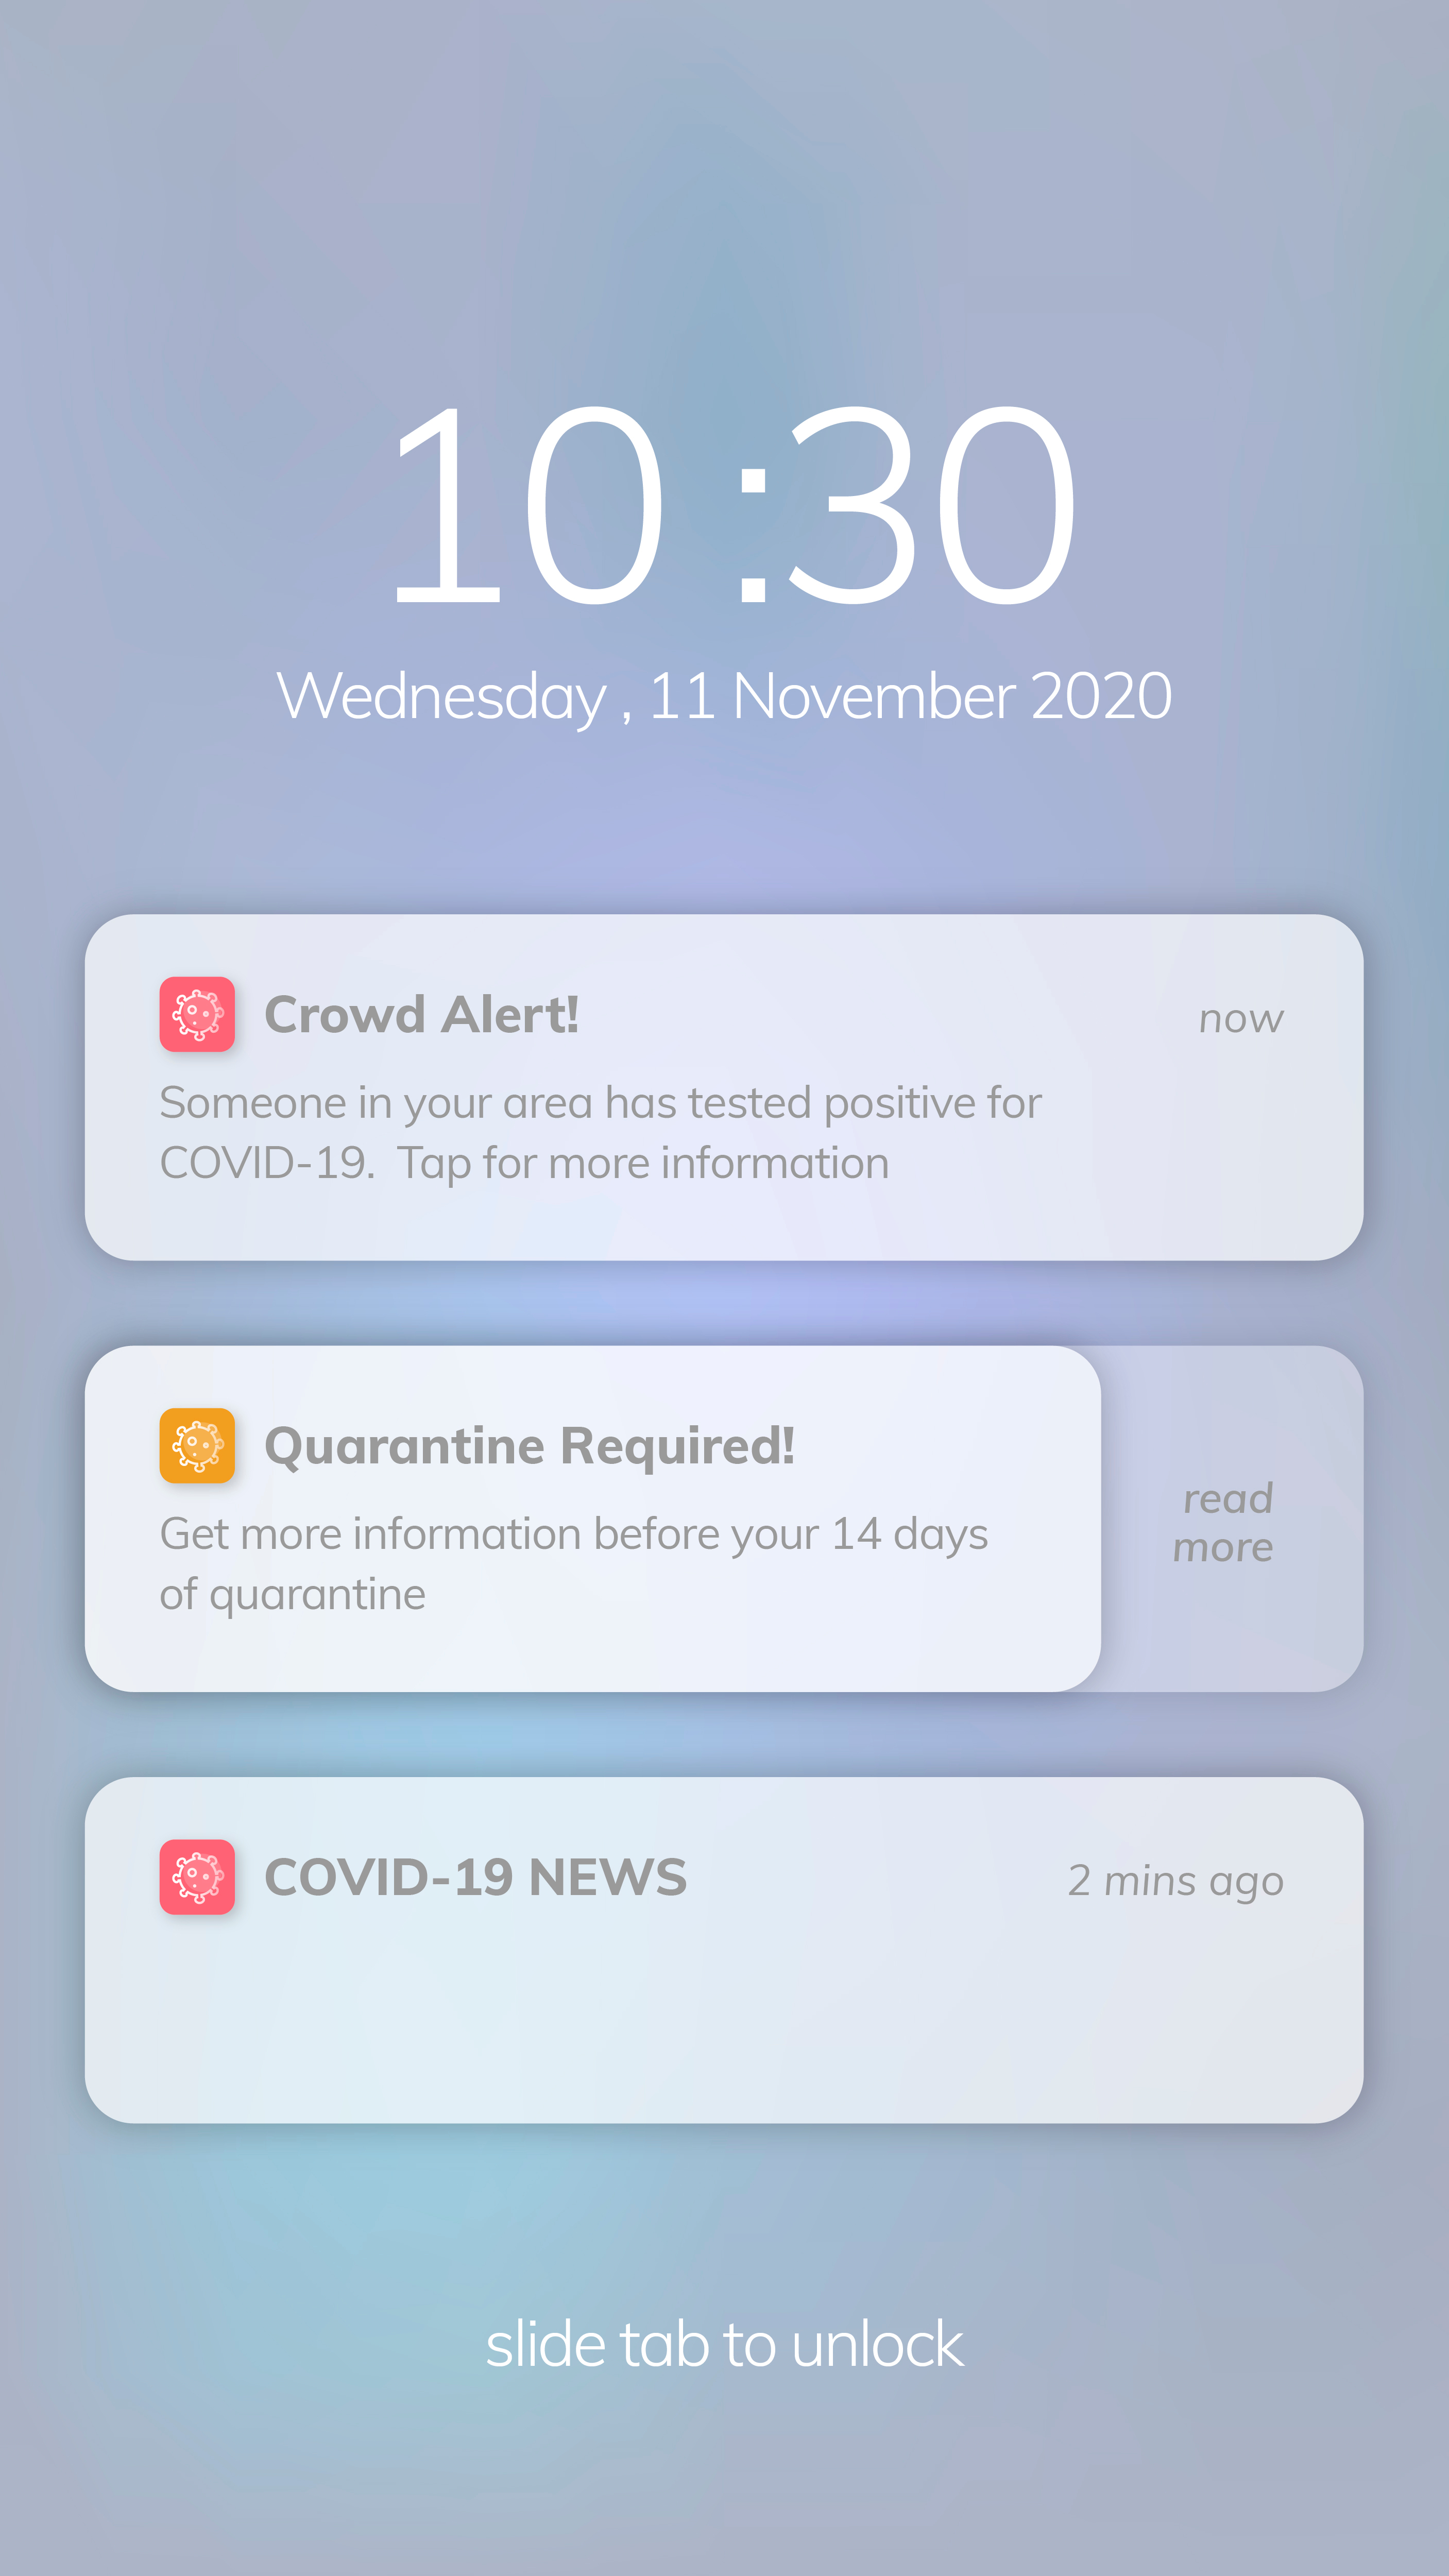 10 :30
Wednesday , 11 November 2020
Crowd Alert!
now
Someone in your area has tested positive for
COVID-19.  Tap for more information
Quarantine Required!
Get more information before your 14 days
of quarantine
read
more
COVID-19 NEWS
2 mins ago
slide tab to unlock